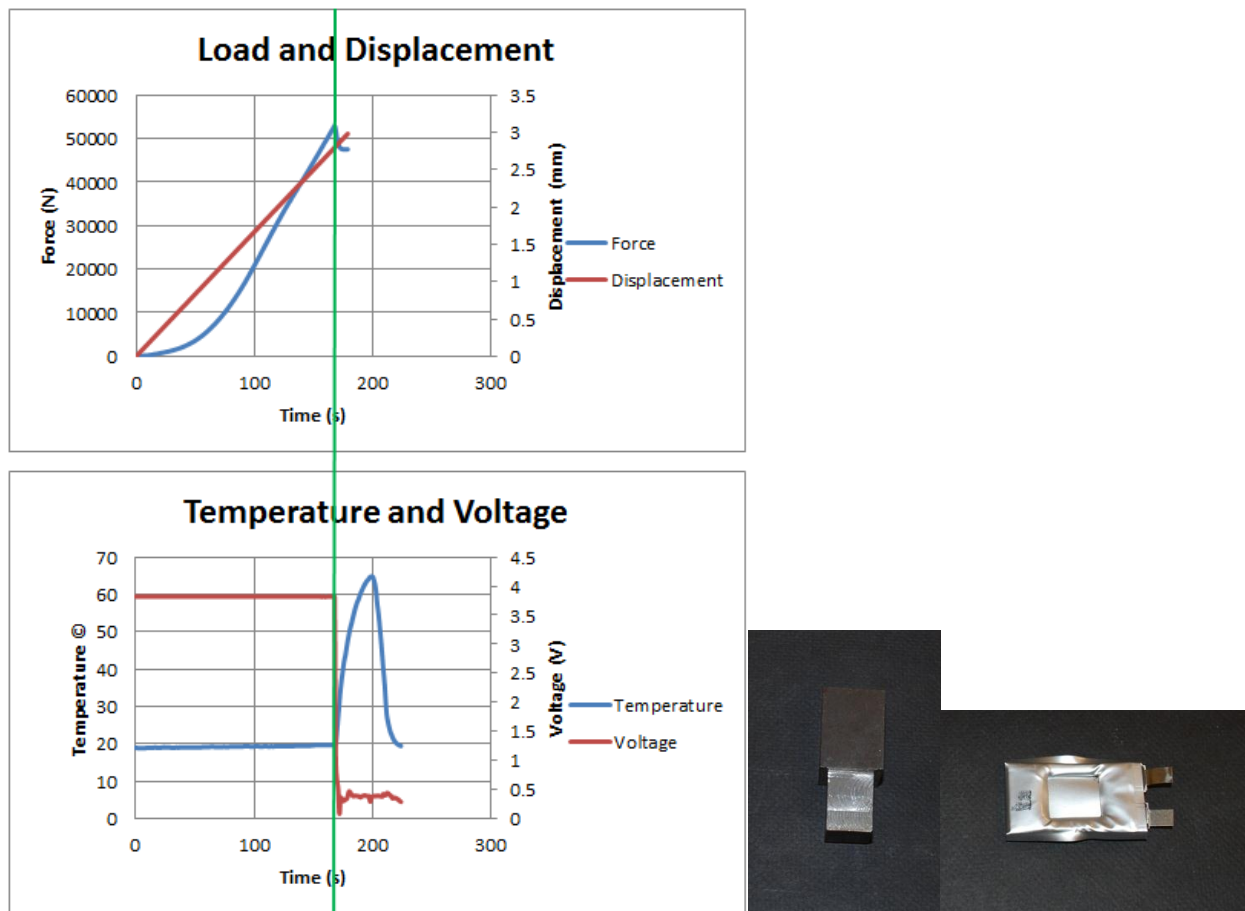 Load and Displacement
Force (N)
60000
50000
40000
30000
20000
10000
0
3.5
3
2.5
2
1.5
1
0.5
0
Displacement (mm)
Force
Displacement
0 100 200 300
Time (s)
Temperature and Voltage
Temperature ©
70
60
50
40
30
20
10
0
4.5
4
3.5
3
2.5
2
1.5
1
0.5
0
Voltage (V)
Temperature
Voltage
0 100 200 300
Time (s)